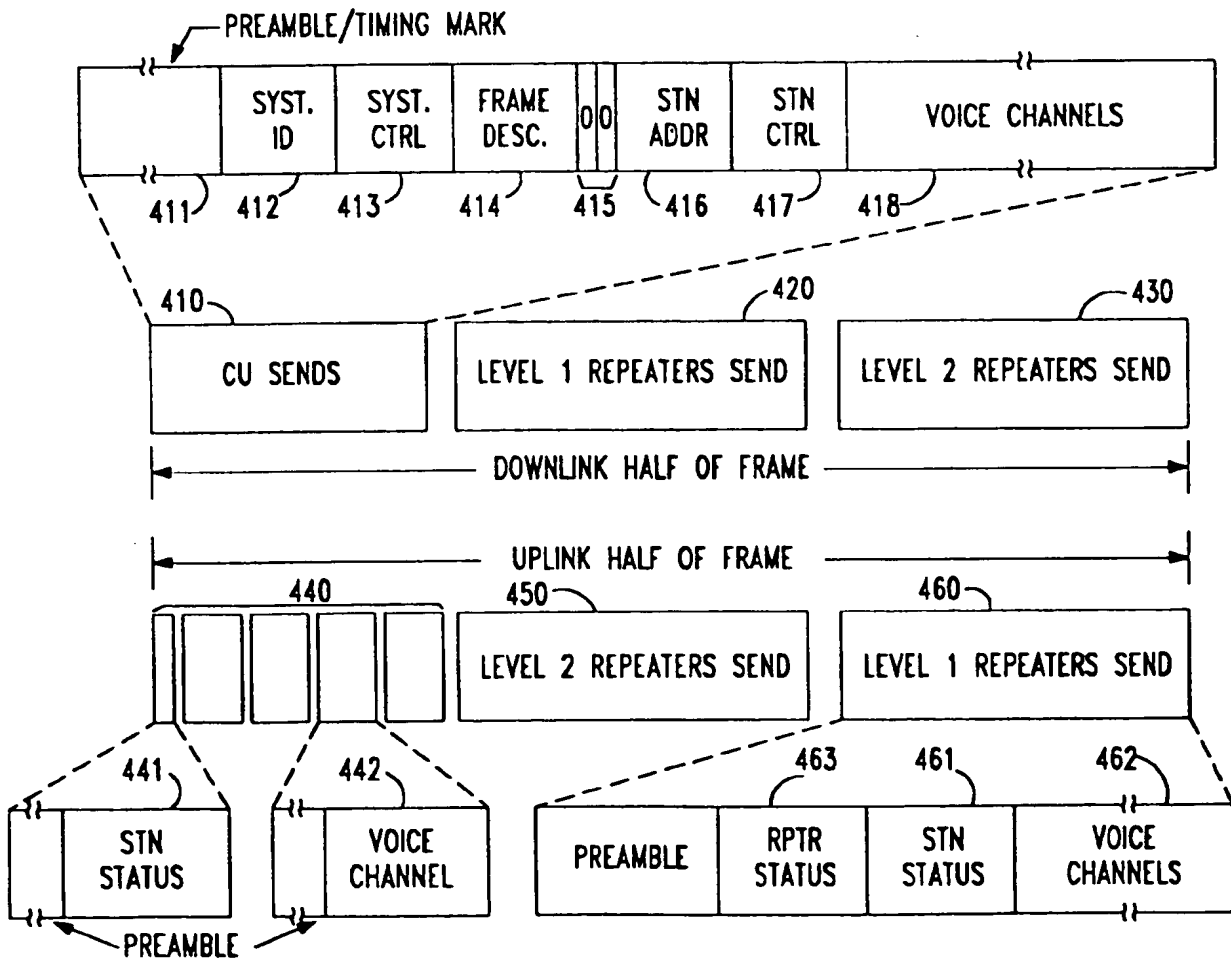 PREAMBLE/TIMING MARK
SYST. ID
SYST. CTRL
FRAME DESC.
0 0
STN ADDR
STN CTRL
VOICE CHANNELS
411 412 413 414 415 416 417 418
410 420 430
CU SENDS
LEVEL 1 REPEATERS SEND
LEVEL 2 REPEATERS SEND
DOWNLINK HALF OF FRAME
UPLINK HALF OF FRAME
440 450 460
LEVEL 2 REPEATERS SEND
LEVEL 1 REPEATERS SEND
441 442 463 461 462
STN STATUS
VOICE CHANNEL
PREAMBLE
RPTR STATUS
STN STATUS
VOICE CHANNELS
PREAMBLE